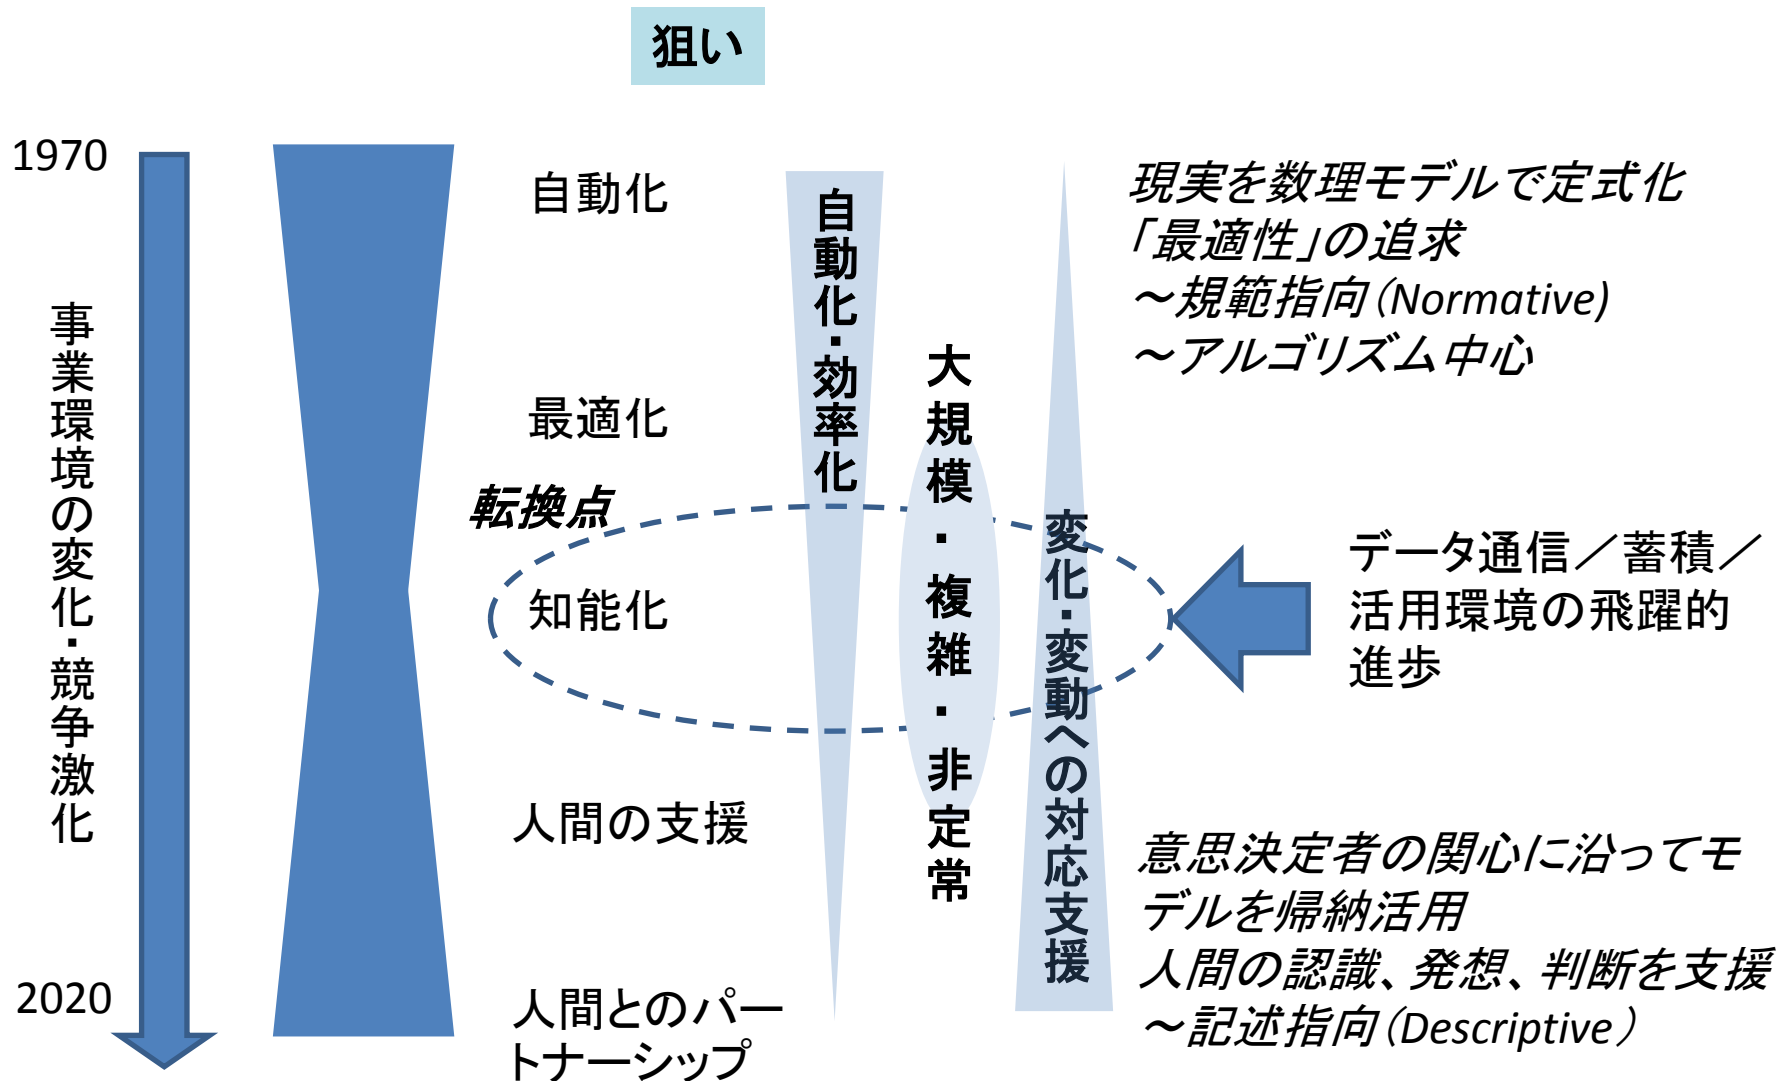 狙い
1970
事業環境の変化・競争激化
2020
自動化
最適化
転換点
知能化
人間の支援
人間とのパー
トナーシップ
自動化・効率化
大規模・複雑・非定常
変化・変動への対応支援
現実を数理モデルで定式化
「最適性」の追求
～規範指向（Normative)
～アルゴリズム中心
データ通信／蓄積／
活用環境の飛躍的
進歩
意思決定者の関心に沿ってモ
デルを帰納活用
人間の認識、発想、判断を支援
～記述指向（Descriptive）